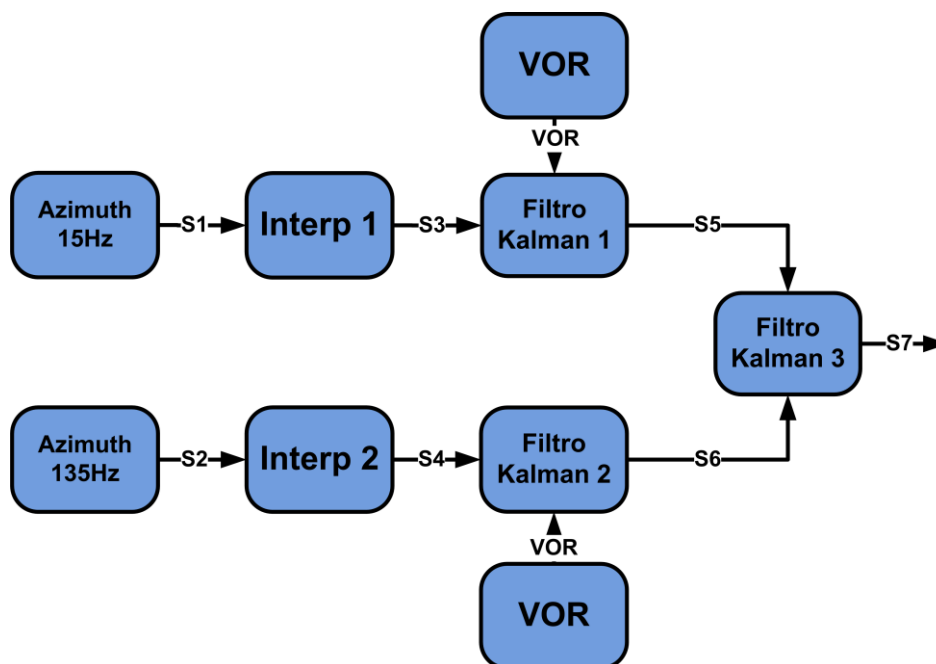 VOR
VOR
Azimuth
15Hz
S1
Interp 1
S3
Filtro
Kalman 1
S5
Filtro
Kalman 3
S7
Azimuth
135Hz
S2
Interp 2
S4
Filtro
Kalman 2
S6
VOR
VOR